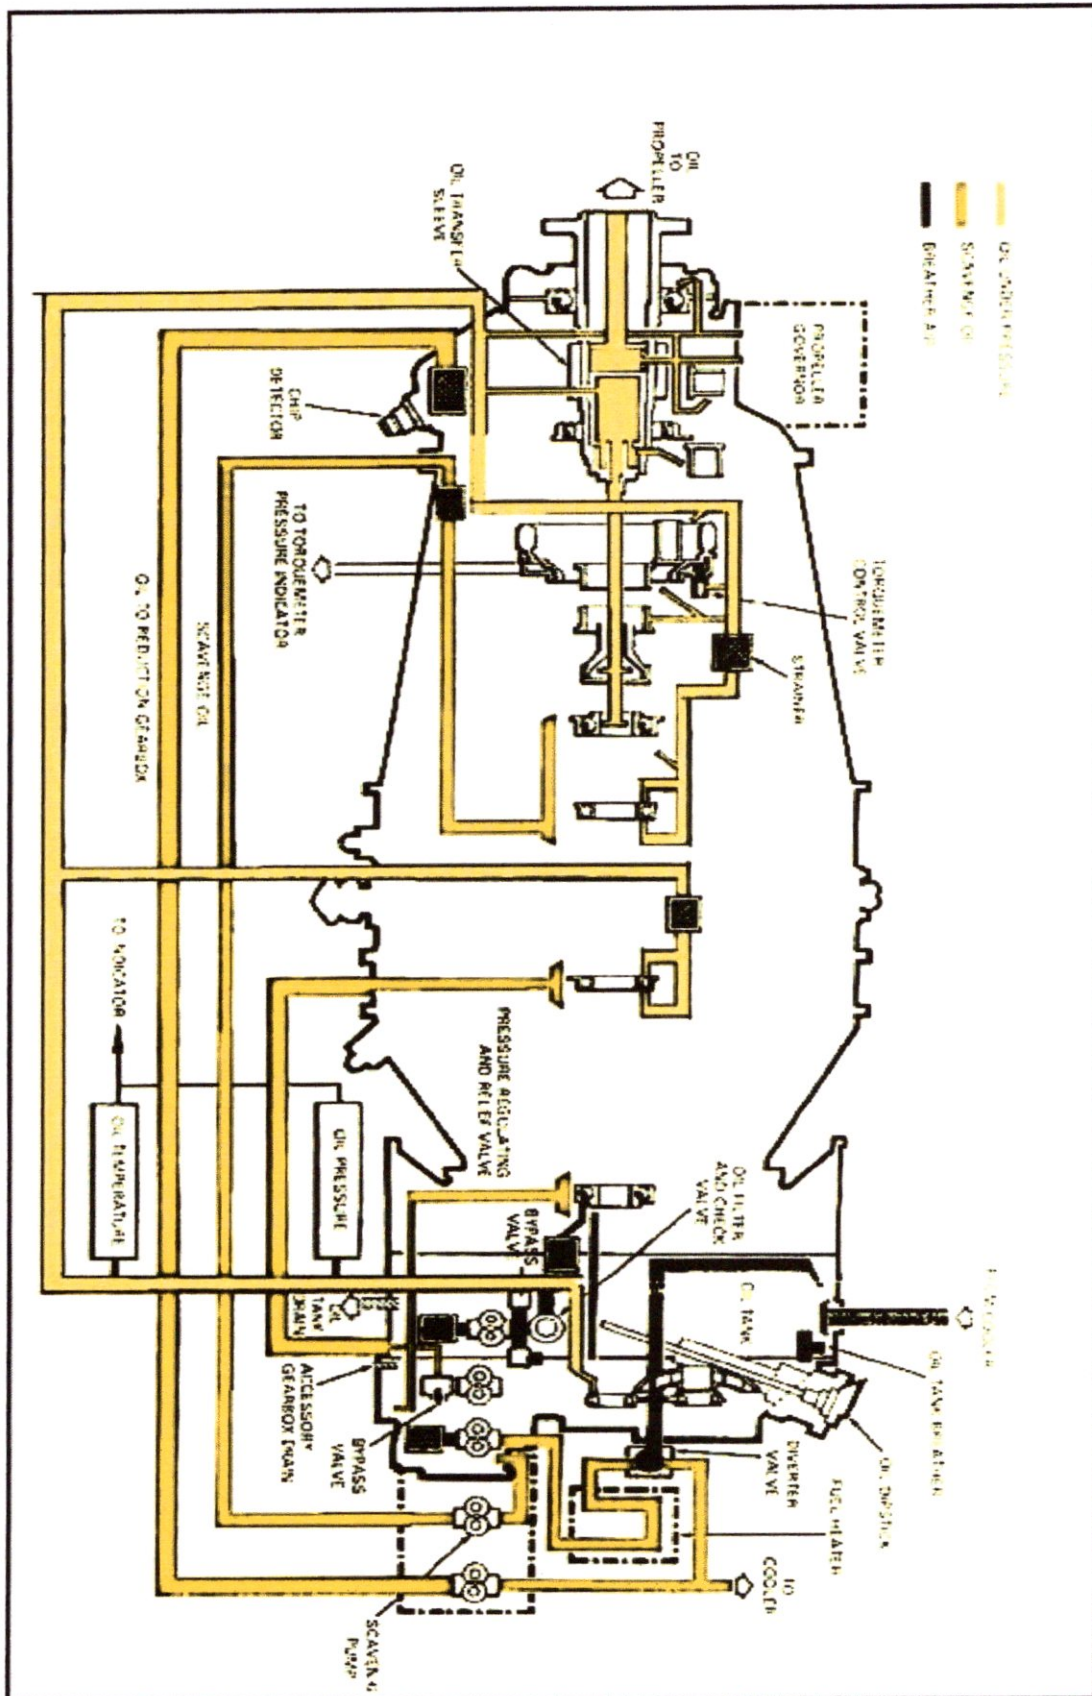 OIL UNDER PRESSURE
SCAVENGE OIL
BREATHER AIR
OIL
TO
PROPELLER
PROPELLER
GOVERNOR
OIL TRANSFER
SLEEVE
CHIP
DETECTOR
TO TORQUEMETER
PRESSURE INDICATOR
TORQUEMETER
CONTROL VALVE
STRAINER
SCAVENGE OIL
OIL TO REDUCTION GEARBOX
TO INDICATOR
OIL TEMPERATURE
OIL PRESSURE
PRESSURE REGULATING
AND RELIEF VALVE
BYPASS
VALVE
OIL FILTER
AND CHECK
VALVE
OIL TANK
OIL
TANK
DRAIN
ACCESSORY
GEARBOX DRAIN
BYPASS
VALVE
OIL TANK BREATHER
OIL DIPSTICK
DIVERTER
VALVE
FUEL HEATER
TO
COOLER
SCAVENGE
PUMP